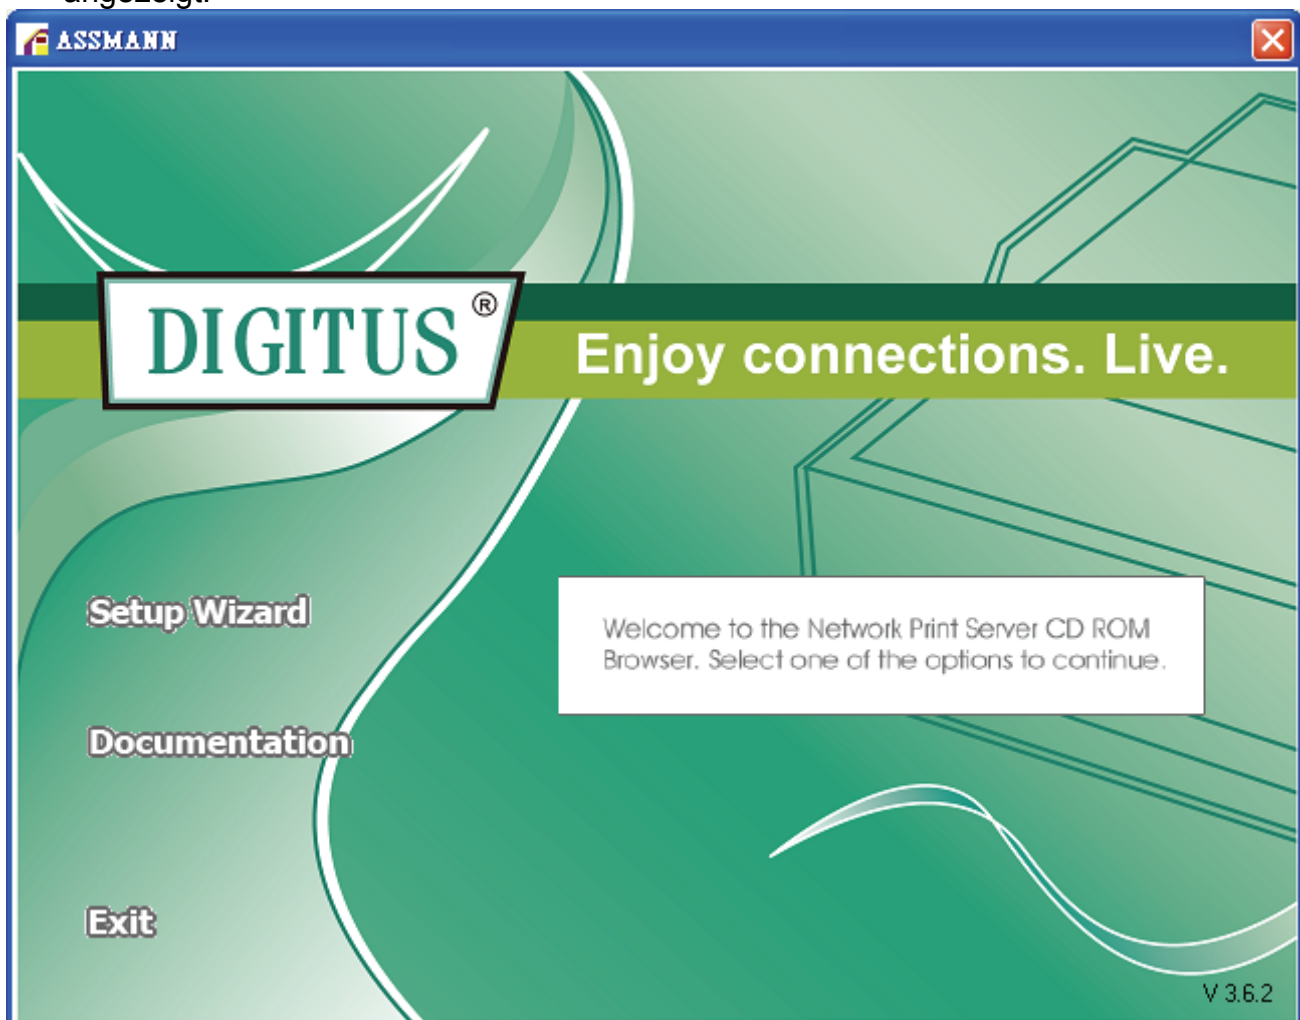 angezeigt.
ASSMANN
DIGITUS®
Enjoy connections. Live.
Setup Wizard
Welcome to the Network Print Server CD ROM
Browser. Select one of the options to continue.
Documentation
Exit
V 3.6.2